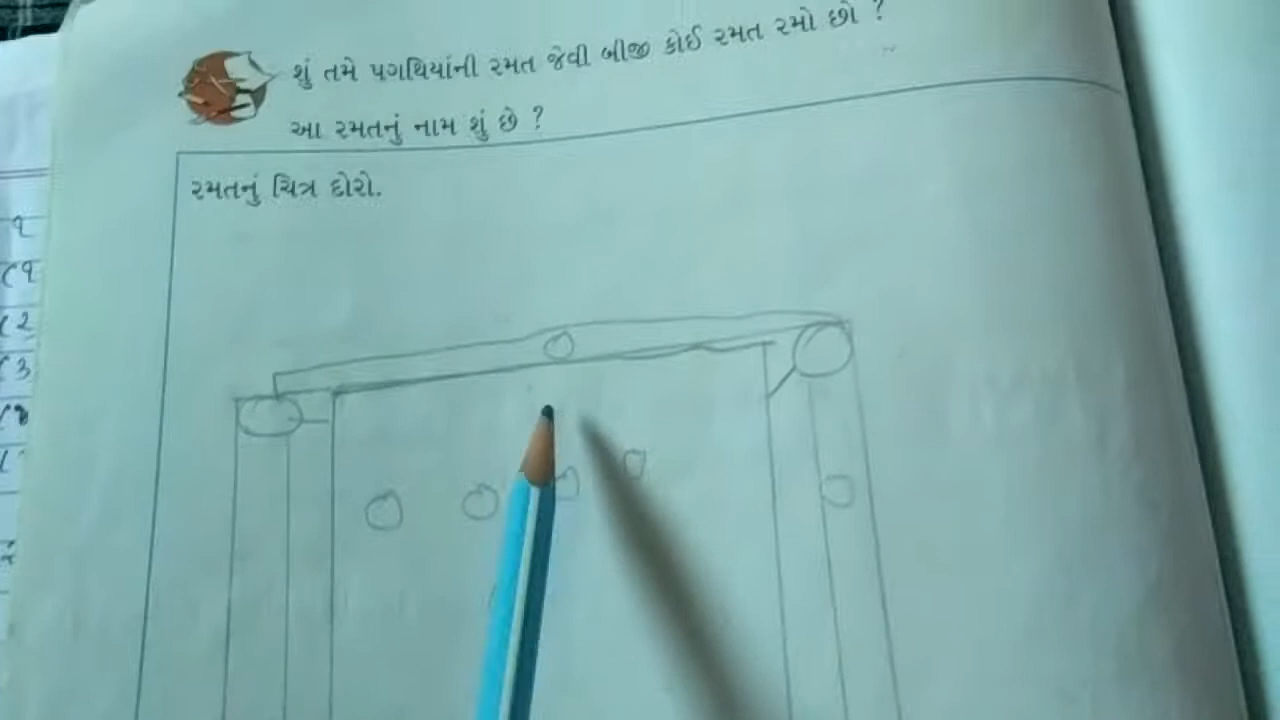 શું તમે પગથિયાંની રમત જેવી બીજી કોઈ રમત રમો છો ?
આ રમતનું નામ શું છે ?
રમતનું ચિત્ર દોરો.